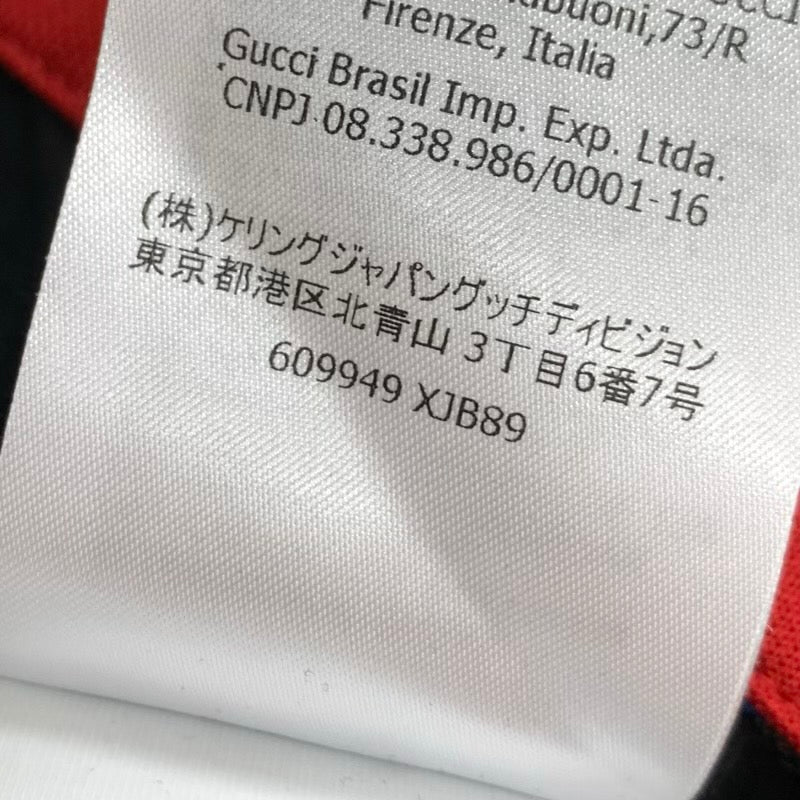 Firenze, Italia
Gucci Brasil Imp. Exp. Ltda.
CNPJ 08.338.986/0001-16
(株)ケリングジャパングッチディビジョン
東京都港区北青山 3丁目6番7号
609949 XJB89